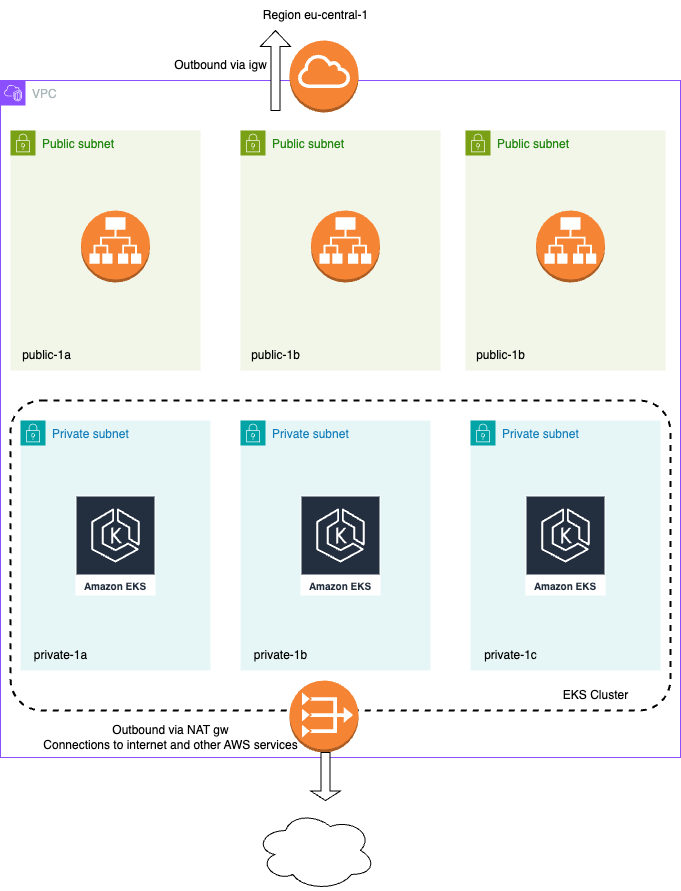 Region eu-central-1
Outbound via igw
VPC
Public subnet
Public subnet
Public subnet
public-1a
public-1b
public-1b
Private subnet
Private subnet
Private subnet
K
K
K
Amazon EKS
Amazon EKS
Amazon EKS
private-1a
private-1b
private-1c
EKS Cluster
Outbound via NAT gw
Connections to internet and other AWS services